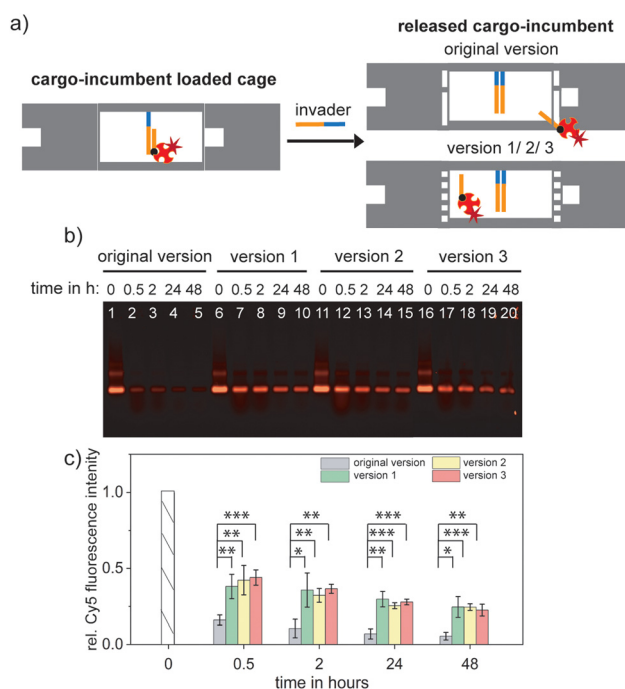 a)
released cargo-incumbent
original version
cargo-incumbent loaded cage
invader
version 1/ 2/ 3
b)
original version version 1 version 2 version 3
time in h: 0 0.5 2 24 48 0 0.5 2 24 48 0 0.5 2 24 48 0 0.5 2 24 48
1 2 3 4 5 6 7 8 9 10 11 12 13 14 15 16 17 18 19 20
c)
rel. Cy5 fluorescence intenity
1.0
0.5
0.0
original version version 2
version 1 version 3
*** ** *** **
** ** *** ***
** * ** *
0 0.5 2 24 48
time in hours